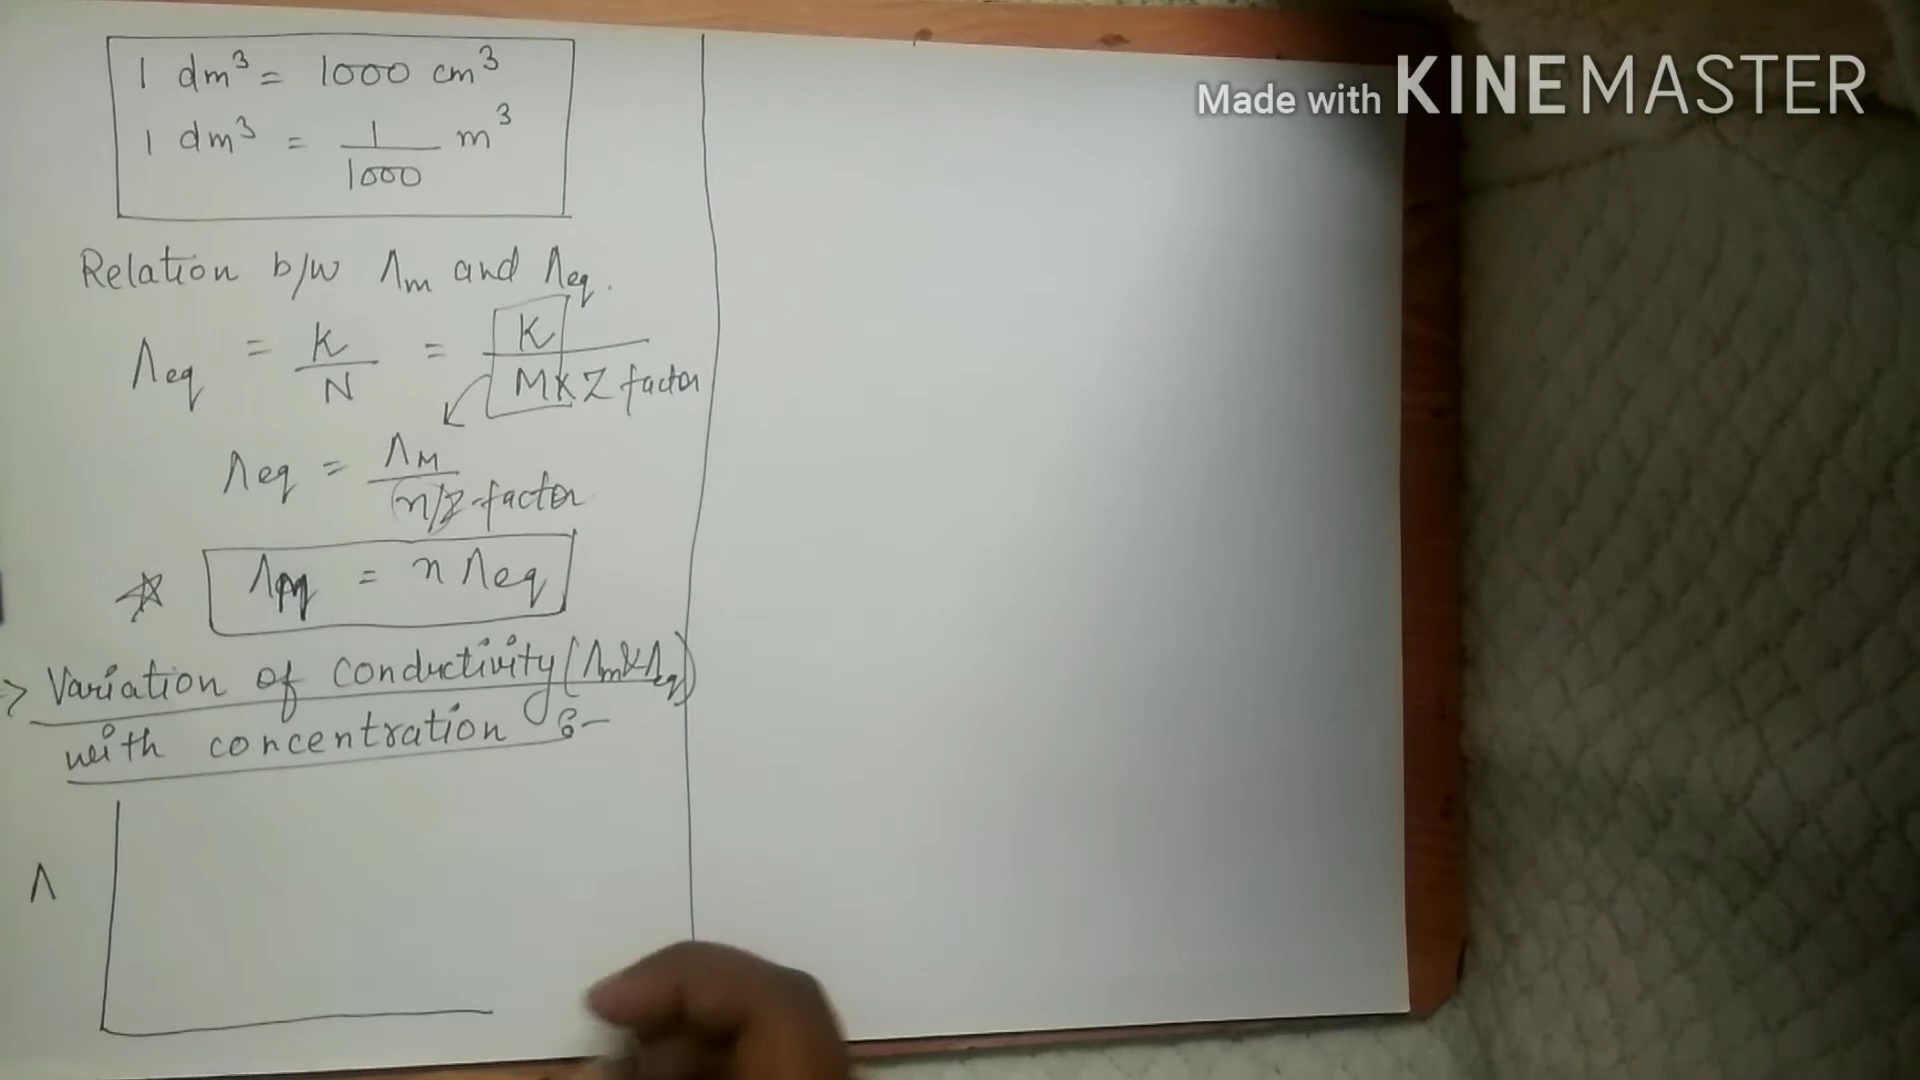 1 dm³ = 1000 cm³
1 dm³ = 1/1000 m³
Made with KINEMASTER
Relation b/w Λm and Λeq.
Λeq = K/N = K/M×Z factor
Λeq = ΛM/(n/z-factor
☆ Λm = n Λeq
=> Variation of conductivity (Λm & Λeq)
with concentration :-
Λ